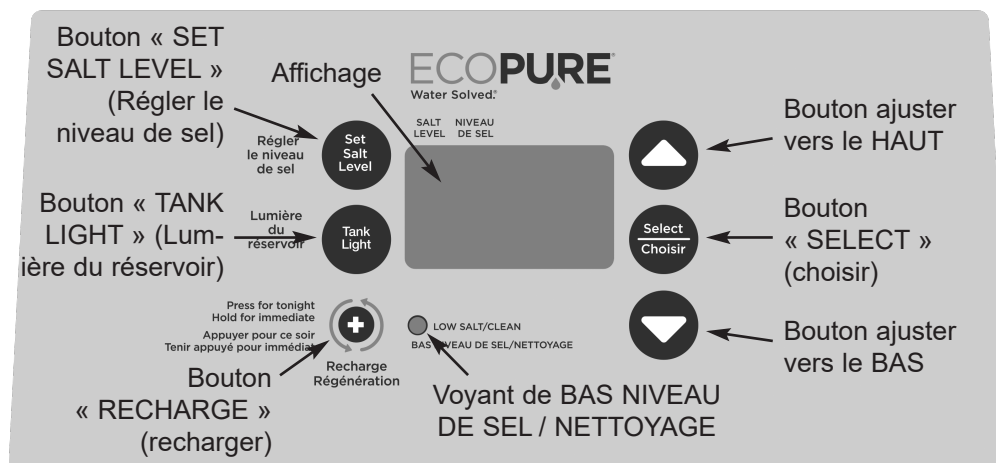 Bouton « SET
SALT LEVEL »
(Régler le
niveau de sel)
Affichage
ECOPURE®
Water Solved.®
SALT
LEVEL
NIVEAU
DE SEL
Régler
le niveau
de sel
Set
Salt
Level
Bouton ajuster
vers le HAUT
Bouton « TANK
LIGHT » (Lum-
ière du réservoir)
Lumière
du
réservoir
Tank
Light
Select
Choisir
Bouton
« SELECT »
(choisir)
Press for tonight
Hold for immediate
Appuyer pour ce soir
Tenir appuyé pour immédiat
Recharge
Régénération
LOW SALT/CLEAN
BAS NIVEAU DE SEL/NETTOYAGE
Bouton ajuster
vers le BAS
Bouton
« RECHARGE »
(recharger)
Voyant de BAS NIVEAU
DE SEL / NETTOYAGE